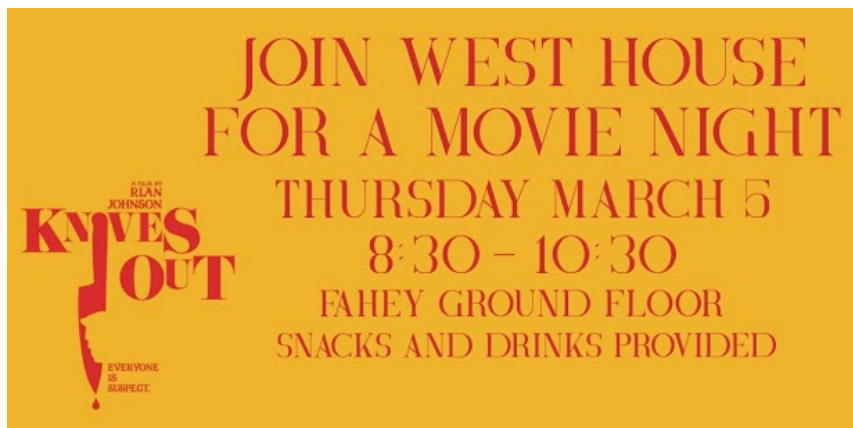 JOIN WEST HOUSE
FOR A MOVIE NIGHT
THURSDAY MARCH 5
8:30 – 10:30
FAHEY GROUND FLOOR
SNACKS AND DRINKS PROVIDED
A FILM BY
RIAN
JOHNSON
KNIVES
OUT
EVERYONE
IS
SUSPECT.